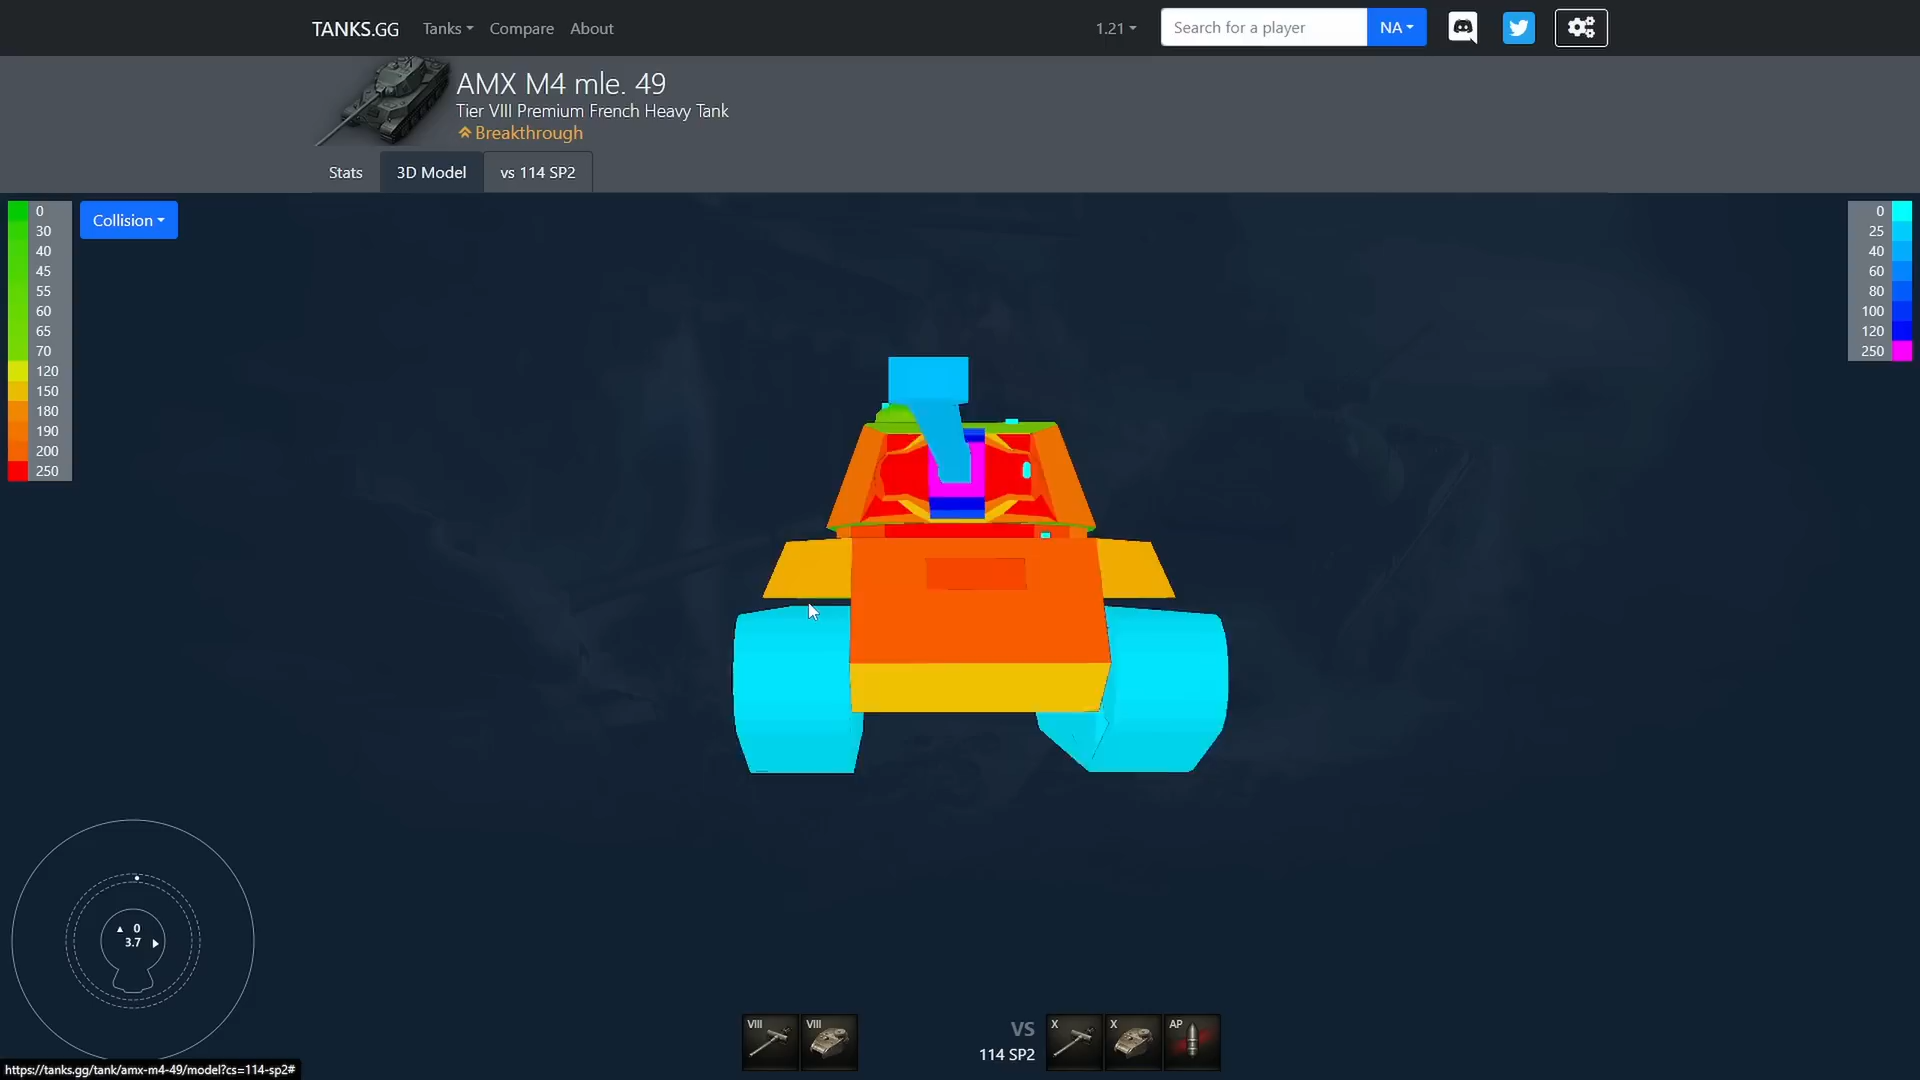 TANKS.GG Tanks Compare About 1.21 Search for a player NA
AMX M4 mle. 49
Tier VIII Premium French Heavy Tank
Breakthrough
Stats 3D Model vs 114 SP2
Collision
0
30
40
45
55
60
65
70
120
150
180
190
200
250
0
25
40
60
80
100
120
250
0
3.7
VIII VIII VS X X AP
114 SP2
https://tanks.gg/tank/amx-m4-49/model?cs=114-sp2#